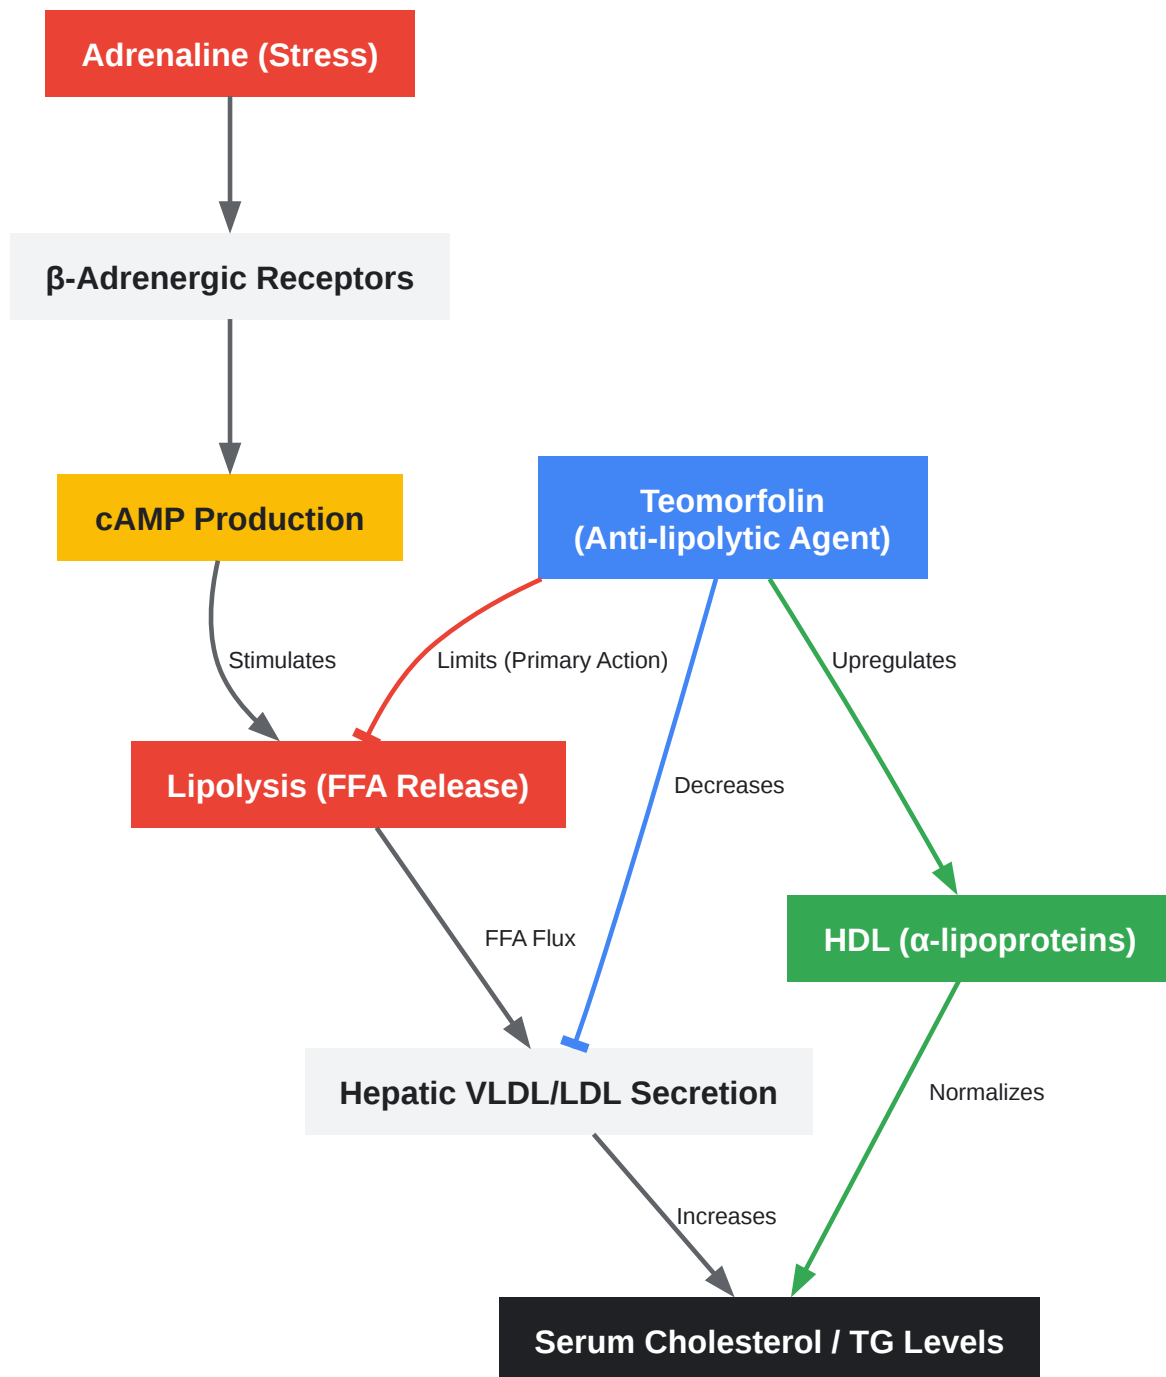 Adrenaline (Stress)
β-Adrenergic Receptors
cAMP Production
Teomorfolin
(Anti-lipolytic Agent)
Stimulates
Limits (Primary Action)
Upregulates
Lipolysis (FFA Release)
Decreases
FFA Flux
HDL (α-lipoproteins)
Hepatic VLDL/LDL Secretion
Normalizes
Increases
Serum Cholesterol / TG Levels